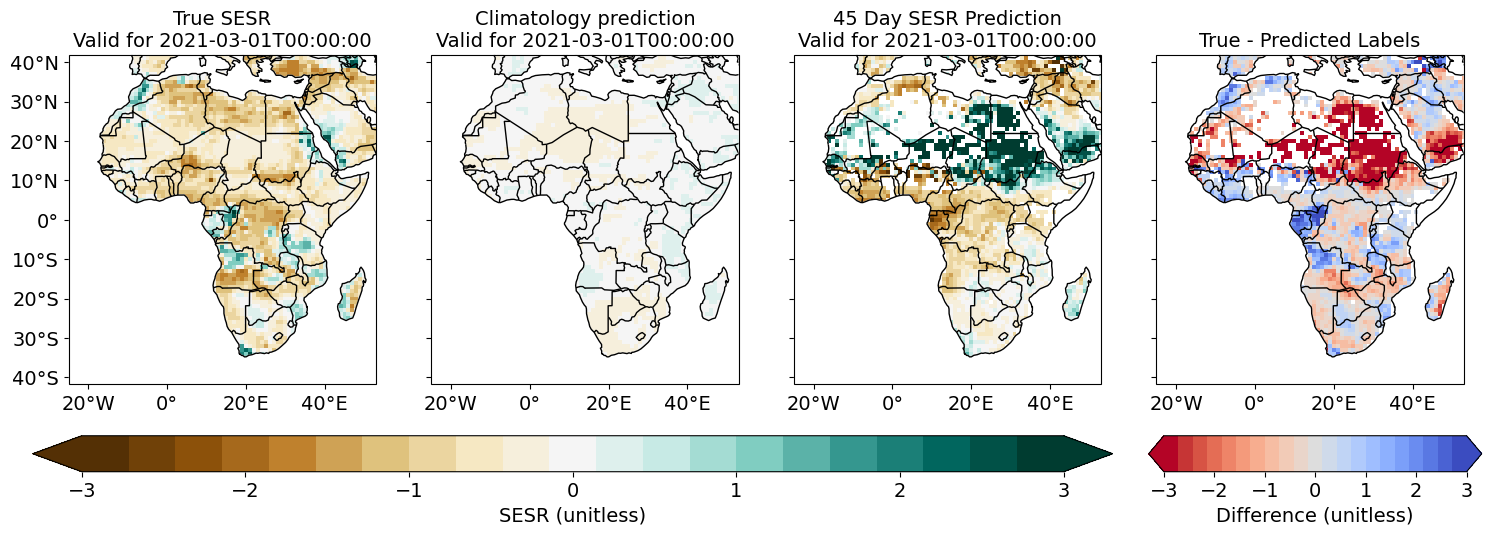 True SESR
Valid for 2021-03-01T00:00:00
Climatology prediction
Valid for 2021-03-01T00:00:00
45 Day SESR Prediction
Valid for 2021-03-01T00:00:00
True - Predicted Labels
40°N
30°N
20°N
10°N
0°
10°S
20°S
30°S
40°S
20°W 0° 20°E 40°E
20°W 0° 20°E 40°E
20°W 0° 20°E 40°E
20°W 0° 20°E 40°E
−3 −2 −1 0 1 2 3
SESR (unitless)
−3 −2 −1 0 1 2 3
Difference (unitless)